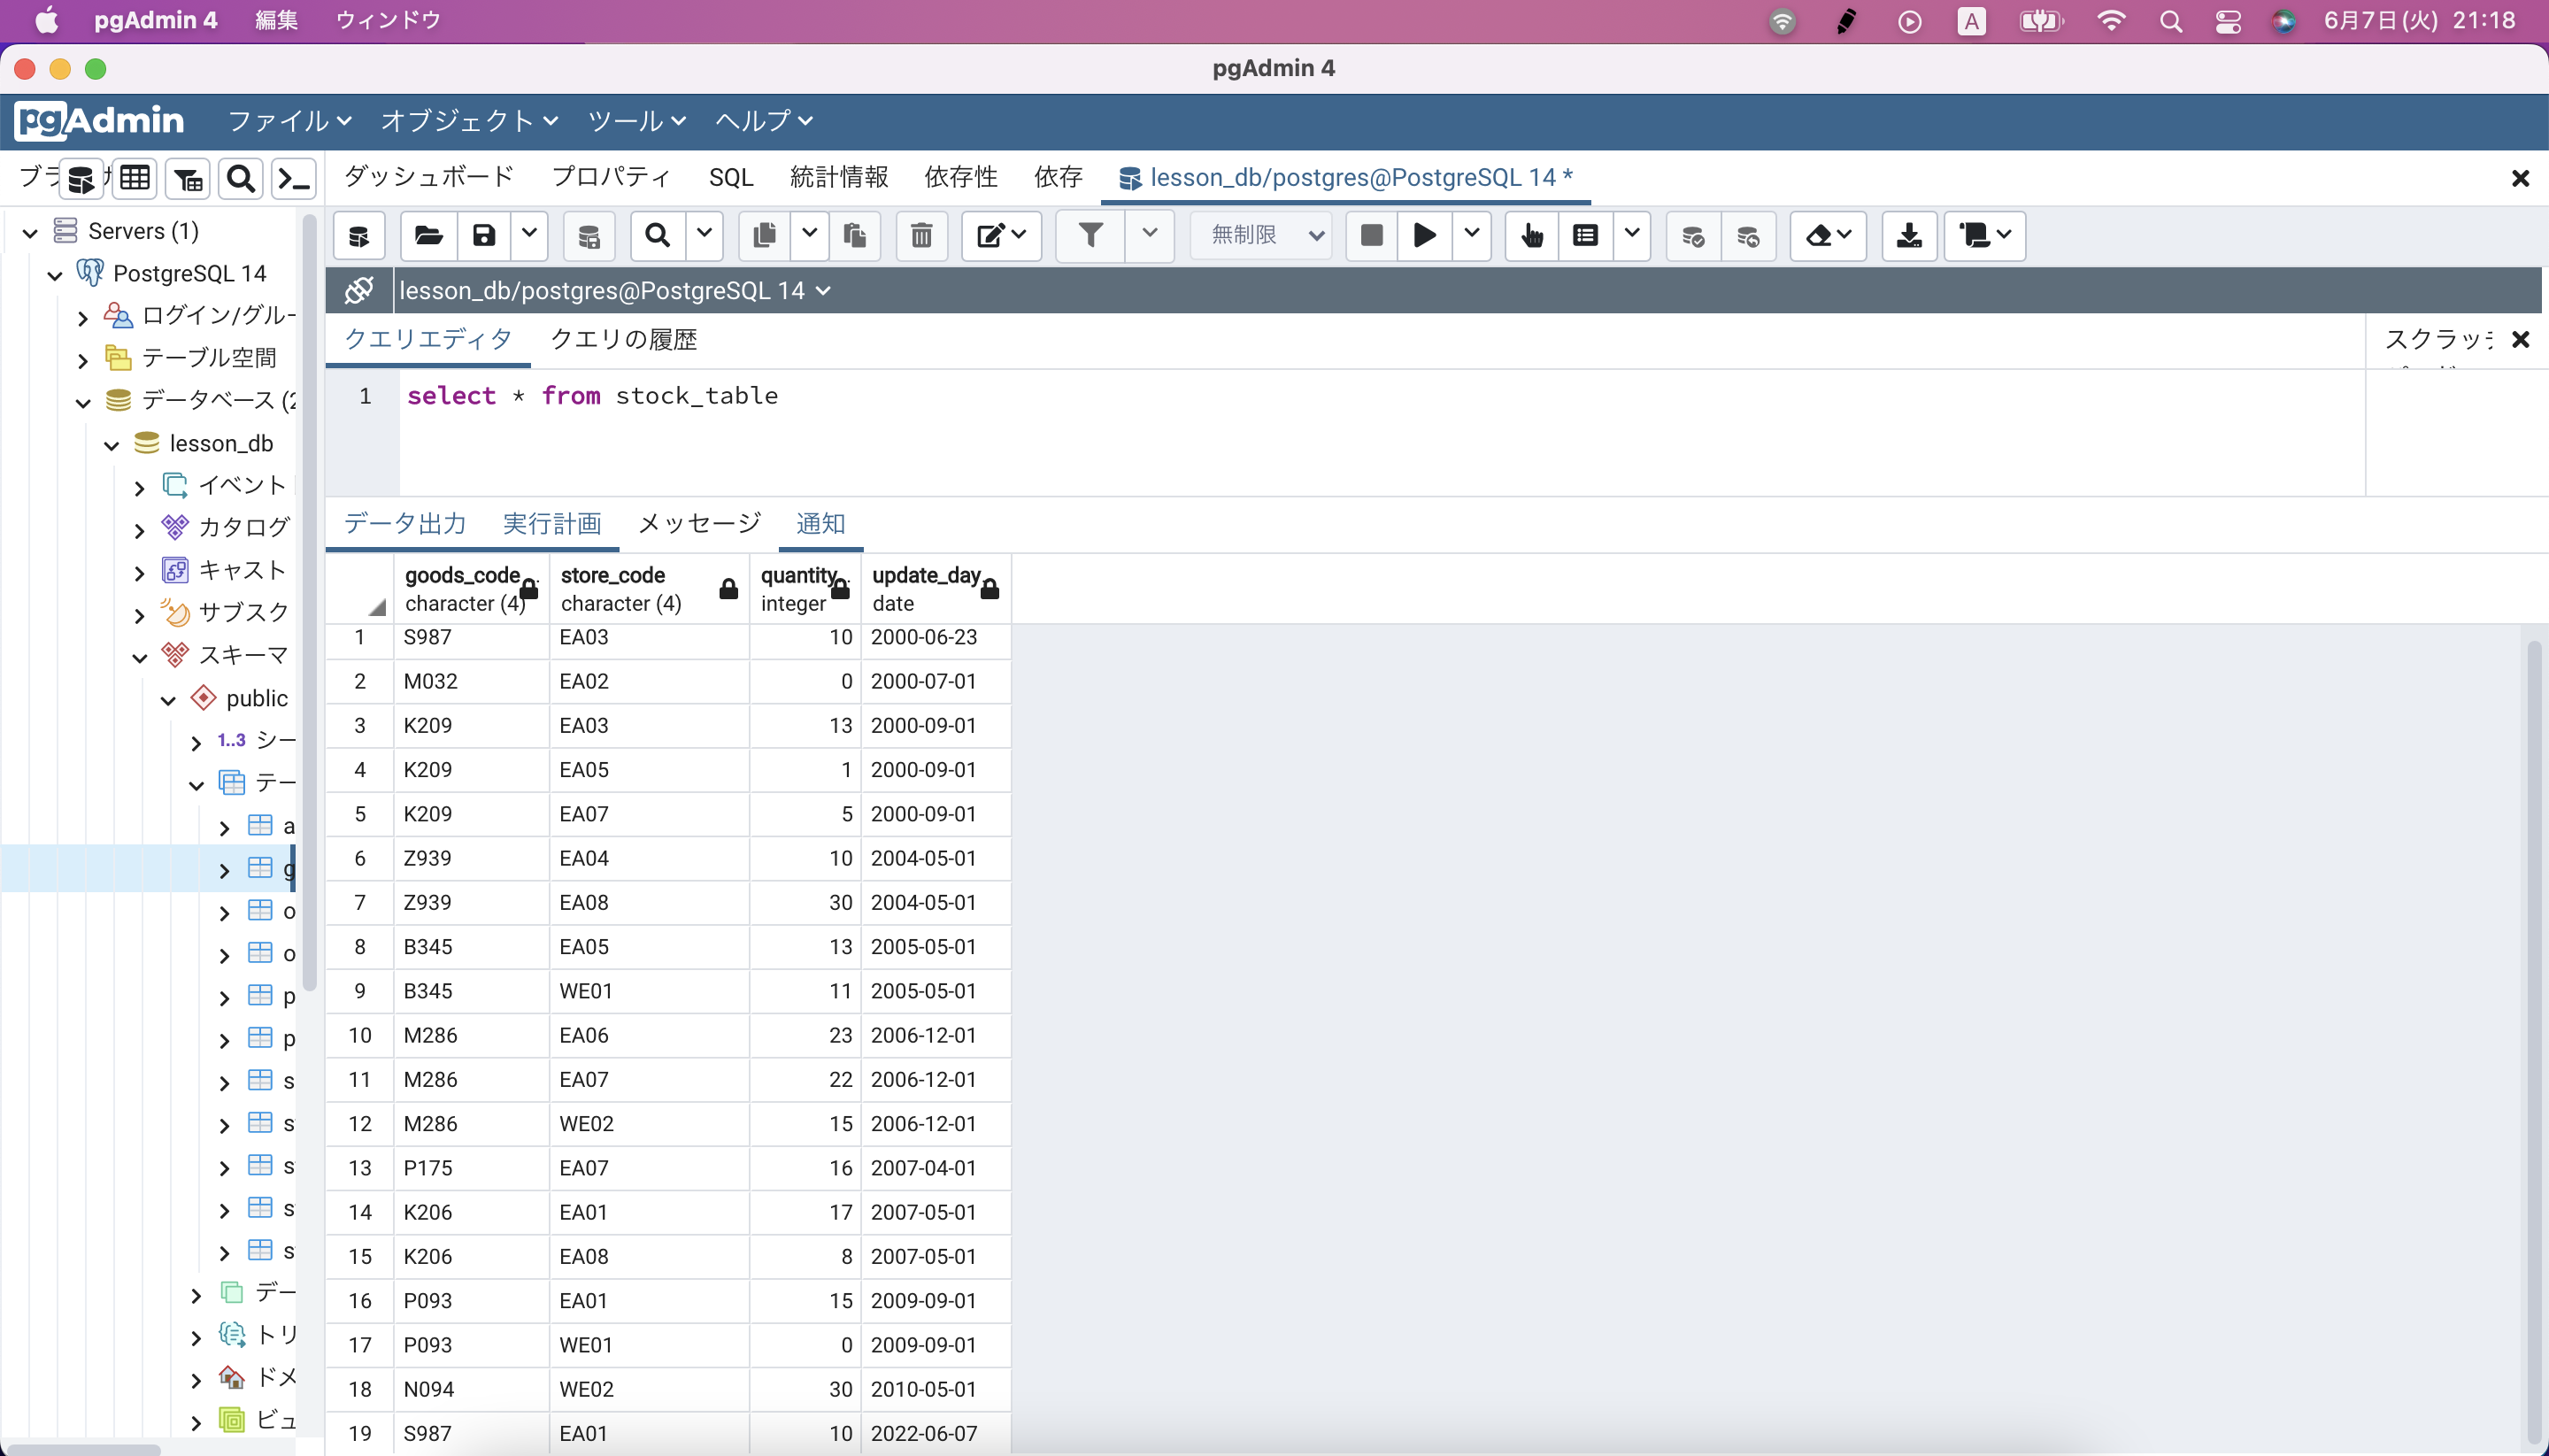 pgAdmin 4 編集 ウィンドウ A 6月7日(火) 21:18
pgAdmin 4
pgAdmin ファイル オブジェクト ツール ヘルプ
ダッシュボード プロパティ SQL 統計情報 依存性 依存 lesson_db/postgres@PostgreSQL 14 *
無制限
lesson_db/postgres@PostgreSQL 14
クエリエディタ クエリの履歴
1 select * from stock_table
Servers (1)
PostgreSQL 14
ログイン/グルー
テーブル空間
データベース (2
lesson_db
イベント
カタログ
キャスト
サブスク
スキーマ
public
1..3 シー
テー
a
g
o
o
p
p
s
s
s
s
s
デー
トリ
ドメ
ビュ
データ出力 実行計画 メッセージ 通知
goods_code store_code quantity update_day
character (4) character (4) integer date
1 S987 EA03 10 2000-06-23
2 M032 EA02 0 2000-07-01
3 K209 EA03 13 2000-09-01
4 K209 EA05 1 2000-09-01
5 K209 EA07 5 2000-09-01
6 Z939 EA04 10 2004-05-01
7 Z939 EA08 30 2004-05-01
8 B345 EA05 13 2005-05-01
9 B345 WE01 11 2005-05-01
10 M286 EA06 23 2006-12-01
11 M286 EA07 22 2006-12-01
12 M286 WE02 15 2006-12-01
13 P175 EA07 16 2007-04-01
14 K206 EA01 17 2007-05-01
15 K206 EA08 8 2007-05-01
16 P093 EA01 15 2009-09-01
17 P093 WE01 0 2009-09-01
18 N094 WE02 30 2010-05-01
19 S987 EA01 10 2022-06-07